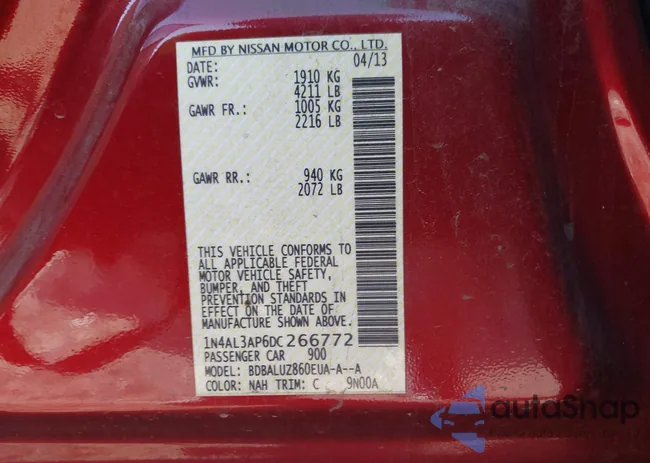 MFD BY NISSAN MOTOR CO., LTD.
DATE: 04/13
GVWR: 1910 KG
4211 LB
GAWR FR.: 1005 KG
2216 LB
GAWR RR.: 940 KG
2072 LB
THIS VEHICLE CONFORMS TO
ALL APPLICABLE FEDERAL
MOTOR VEHICLE SAFETY,
BUMPER, AND THEFT
PREVENTION STANDARDS IN
EFFECT ON THE DATE OF
MANUFACTURE SHOWN ABOVE.
1N4AL3AP6DC266772
PASSENGER CAR 900
MODEL: BDBALUZ860EUA-A--A
COLOR: NAH TRIM: C 9N00A
autoSnap